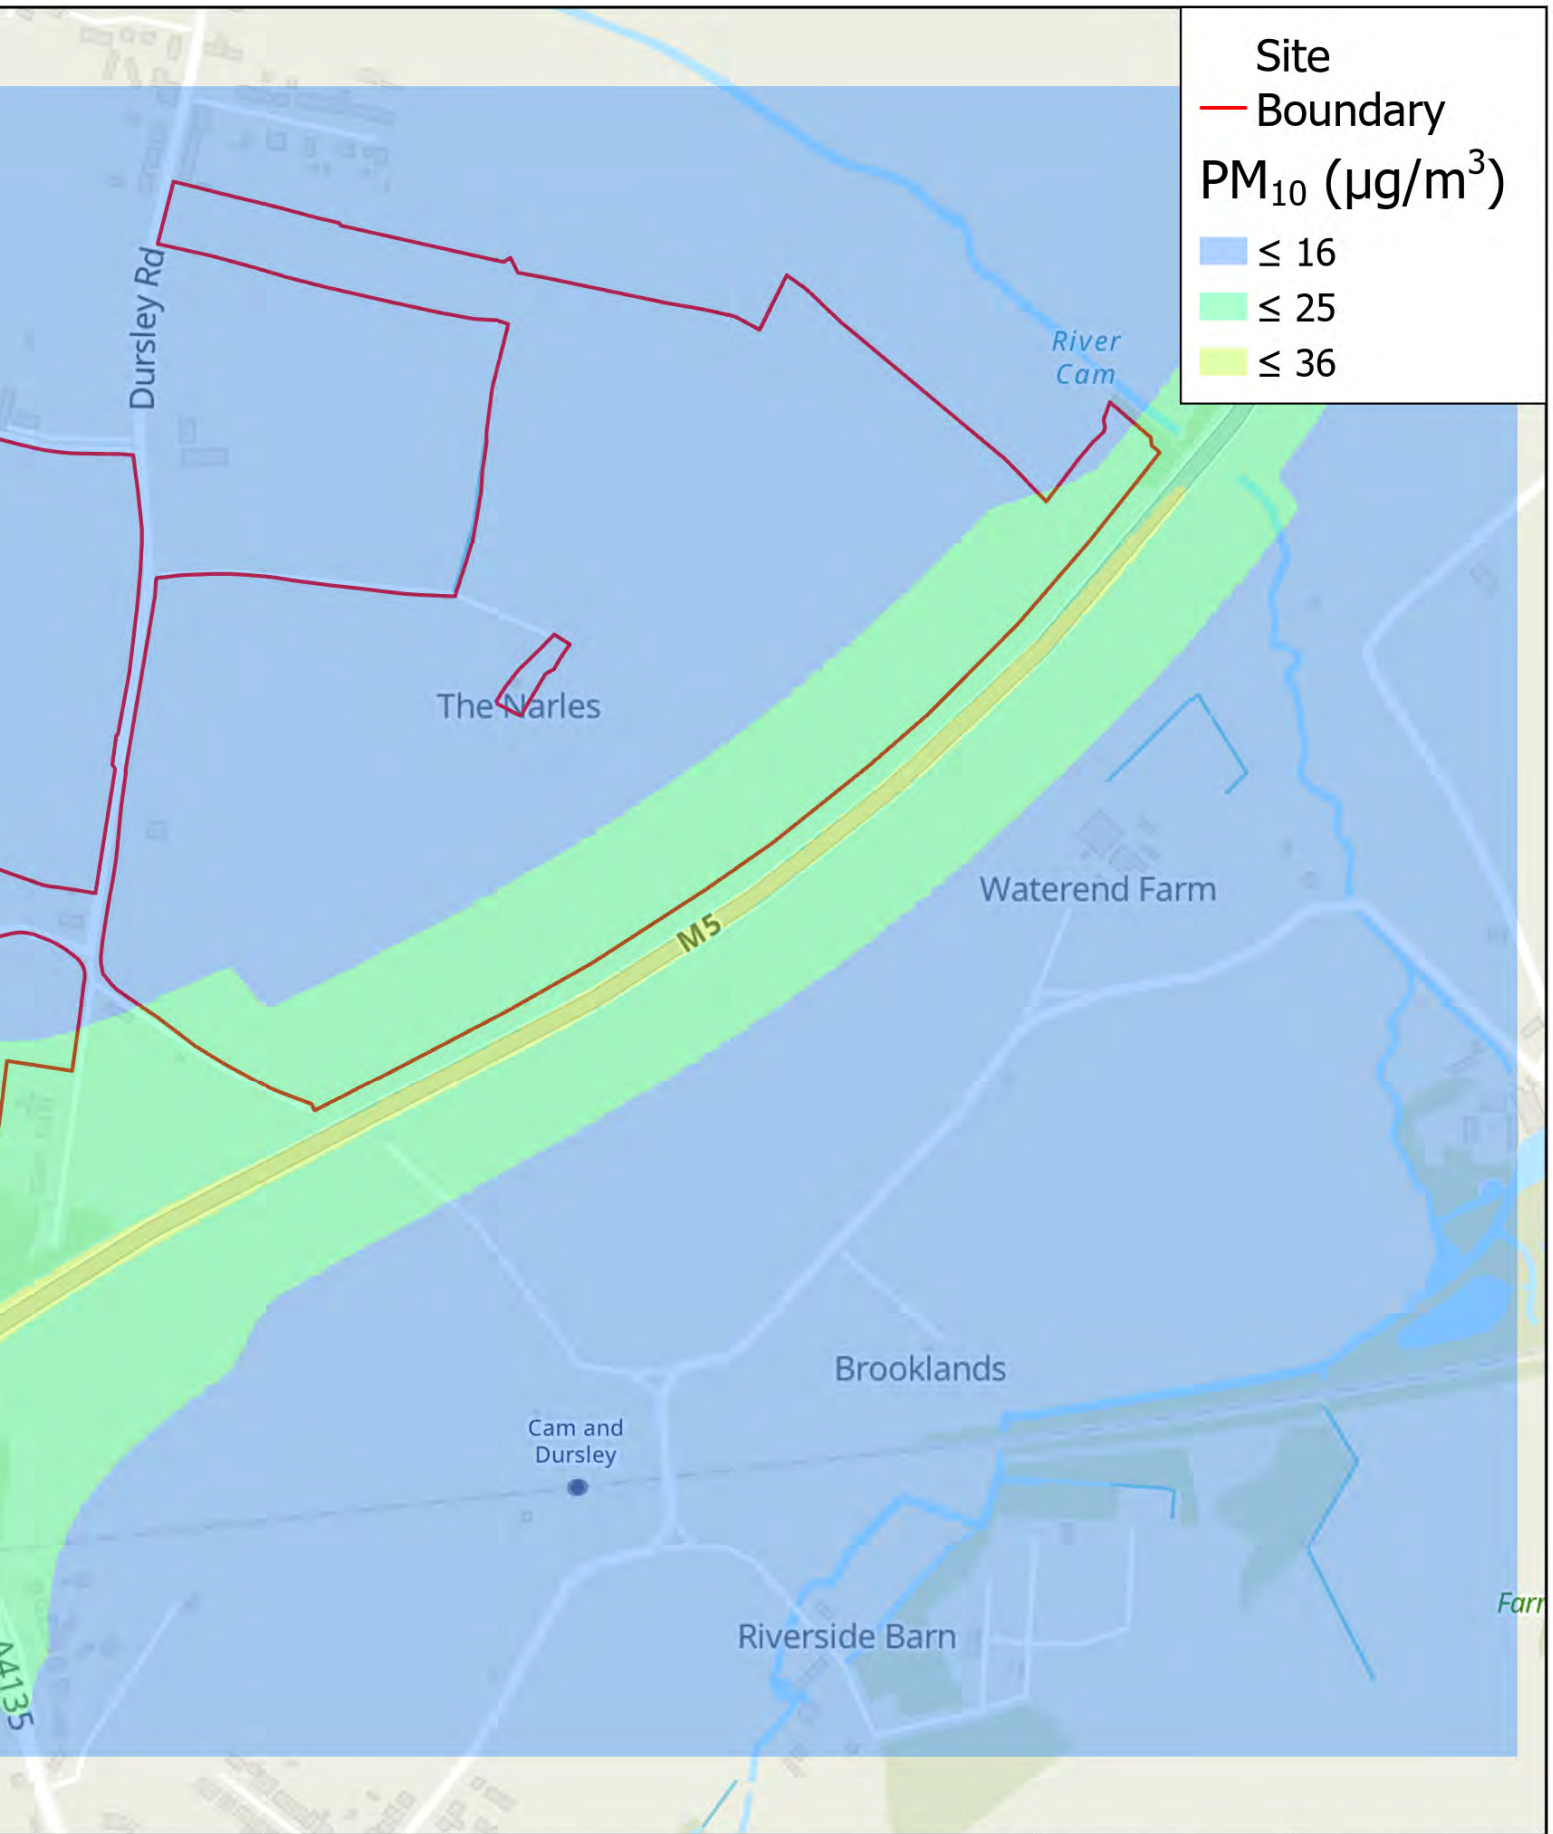 Site
Boundary
PM₁₀ (µg/m³)
≤ 16
≤ 25
≤ 36
Dursley Rd
River
Cam
The Narles
Waterend Farm
M5
Brooklands
Cam and
Dursley
Farr
Riverside Barn
A4135